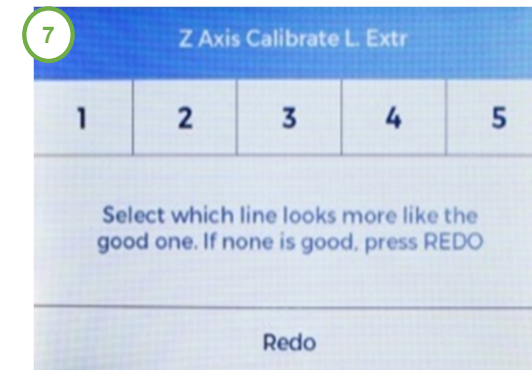 7
Z Axis Calibrate L. Extr
1 2 3 4 5
Select which line looks more like the
good one. If none is good, press REDO
Redo